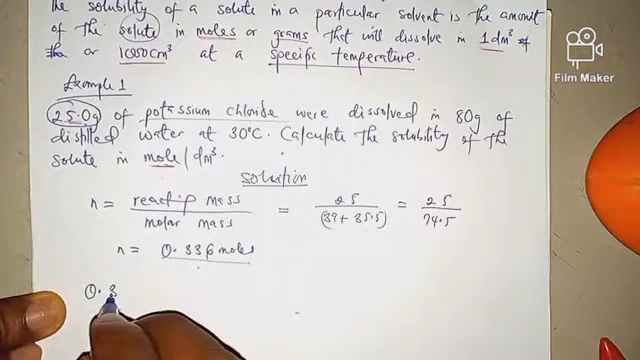 The solubility of a solute in a particular solvent is the amount
of the solute in moles or grams that will dissolve in 1dm³ of
or 1000cm³ at a specific temperature.
Example 1
25.0g of potassium chloride were dissolved in 80g of
distilled water at 30°C. Calculate the solubility of the
solute in mole/dm³.
Solution
n = reacting mass / molar mass = 25 / (39 + 35.5) = 25 / 74.5
n = 0.336 moles
0.3
Film Maker